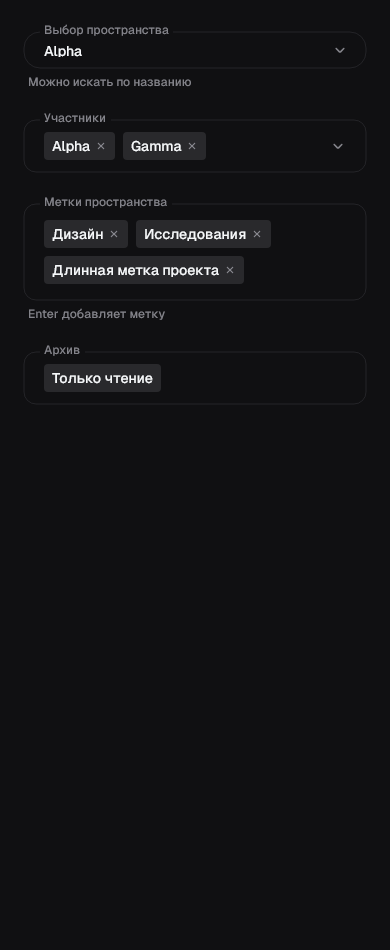 Выбор пространства
Alpha
Можно искать по названию
Участники
Alpha × Gamma ×
Метки пространства
Дизайн × Исследования ×
Длинная метка проекта ×
Enter добавляет метку
Архив
Только чтение